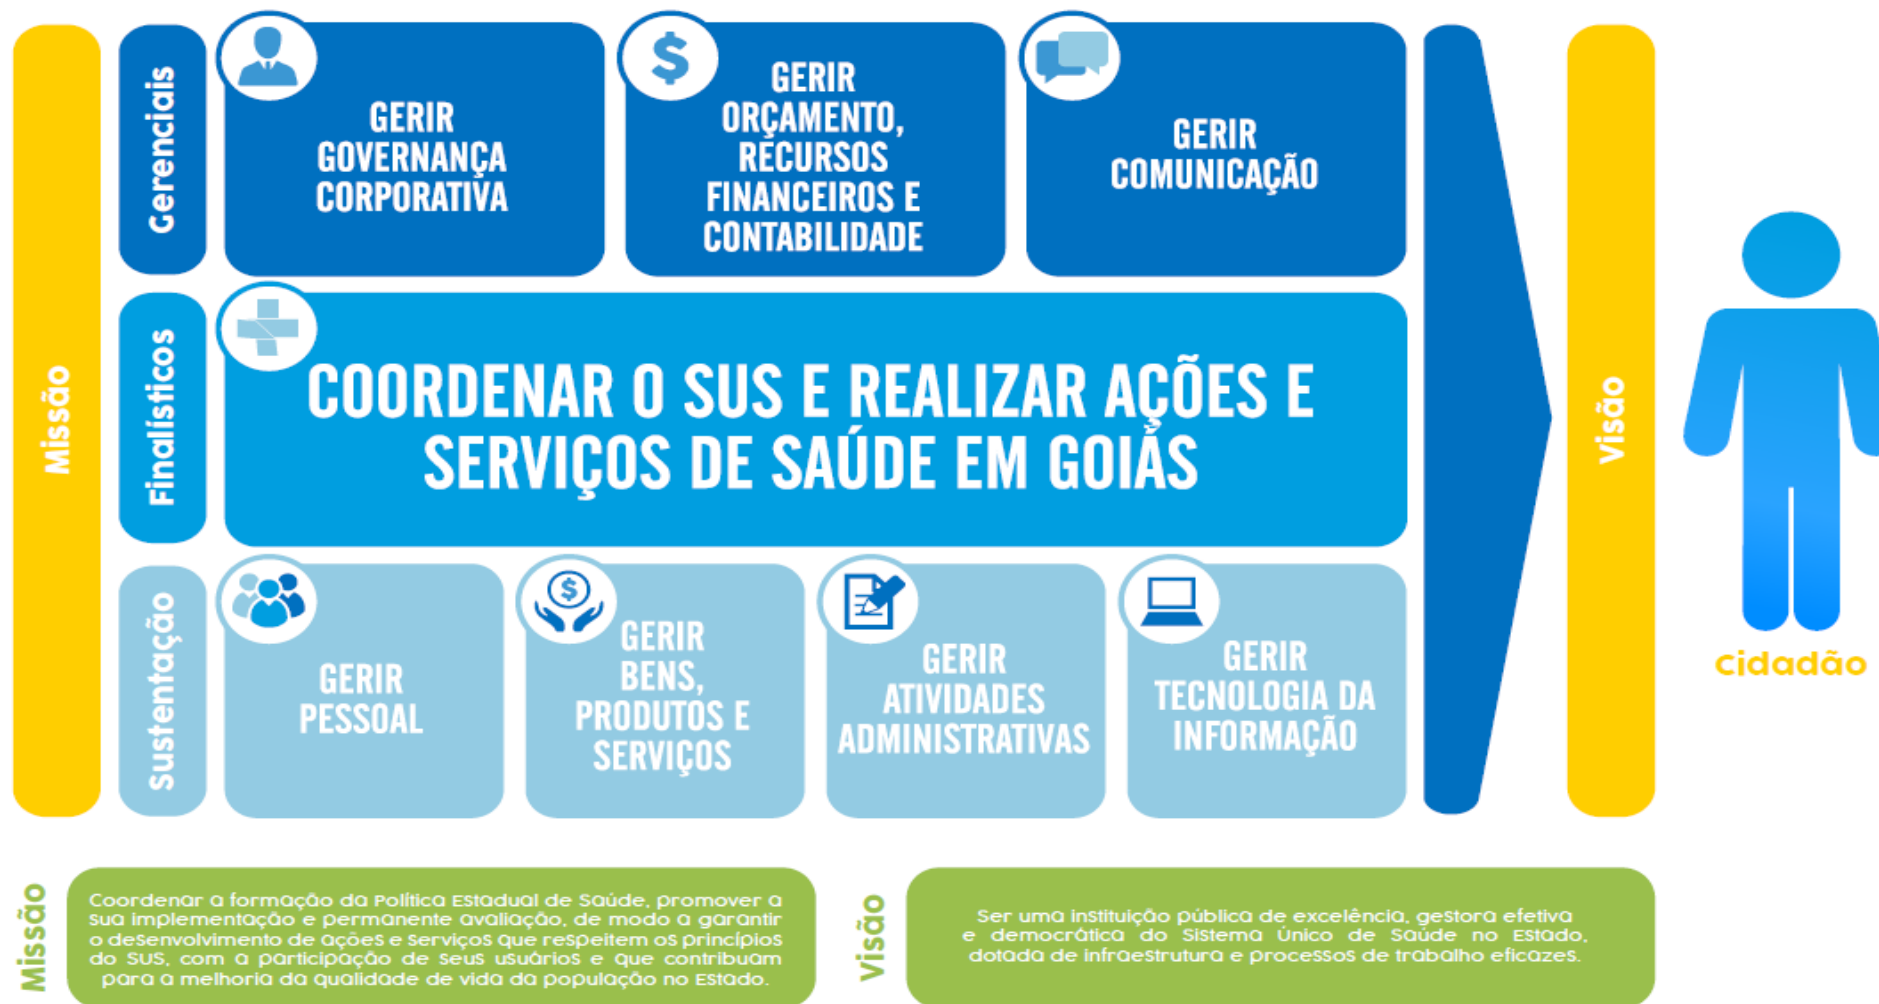 Missão
Gerenciais
GERIR
GOVERNANÇA
CORPORATIVA
$
GERIR
ORÇAMENTO,
RECURSOS
FINANCEIROS E
CONTABILIDADE
GERIR
COMUNICAÇÃO
Finalísticos
COORDENAR O SUS E REALIZAR AÇÕES E
SERVIÇOS DE SAÚDE EM GOIÁS
Sustentação
GERIR
PESSOAL
$
GERIR
BENS,
PRODUTOS E
SERVIÇOS
GERIR
ATIVIDADES
ADMINISTRATIVAS
GERIR
TECNOLOGIA DA
INFORMAÇÃO
Visão
cidadão
Missão
Coordenar a formação da Política Estadual de Saúde, promover a
sua implementação e permanente avaliação, de modo a garantir
o desenvolvimento de ações e serviços que respeitem os princípios
do SUS, com a participação de seus usuários e que contribuam
para a melhoria da qualidade de vida da população no Estado.
Visão
Ser uma instituição pública de excelência, gestora efetiva
e democrática do Sistema Único de Saúde no Estado,
dotada de infraestrutura e processos de trabalho eficazes.